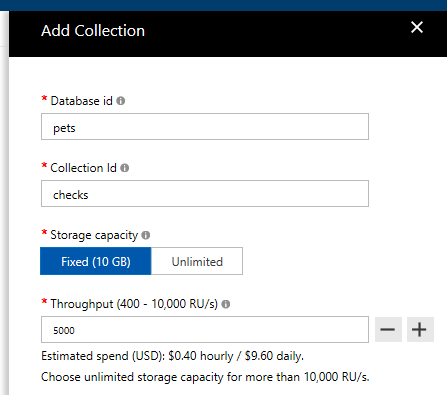 Add Collection
* Database id
pets
* Collection Id
checks
* Storage capacity
Fixed (10 GB) Unlimited
* Throughput (400 - 10,000 RU/s)
5000
Estimated spend (USD): $0.40 hourly / $9.60 daily.
Choose unlimited storage capacity for more than 10,000 RU/s.